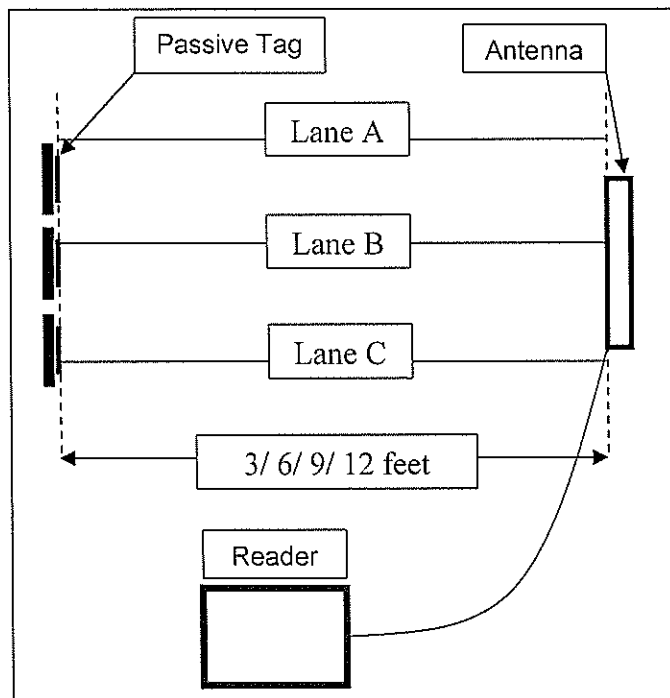 Passive Tag
Antenna
Lane A
Lane B
Lane C
3/ 6/ 9/ 12 feet
Reader